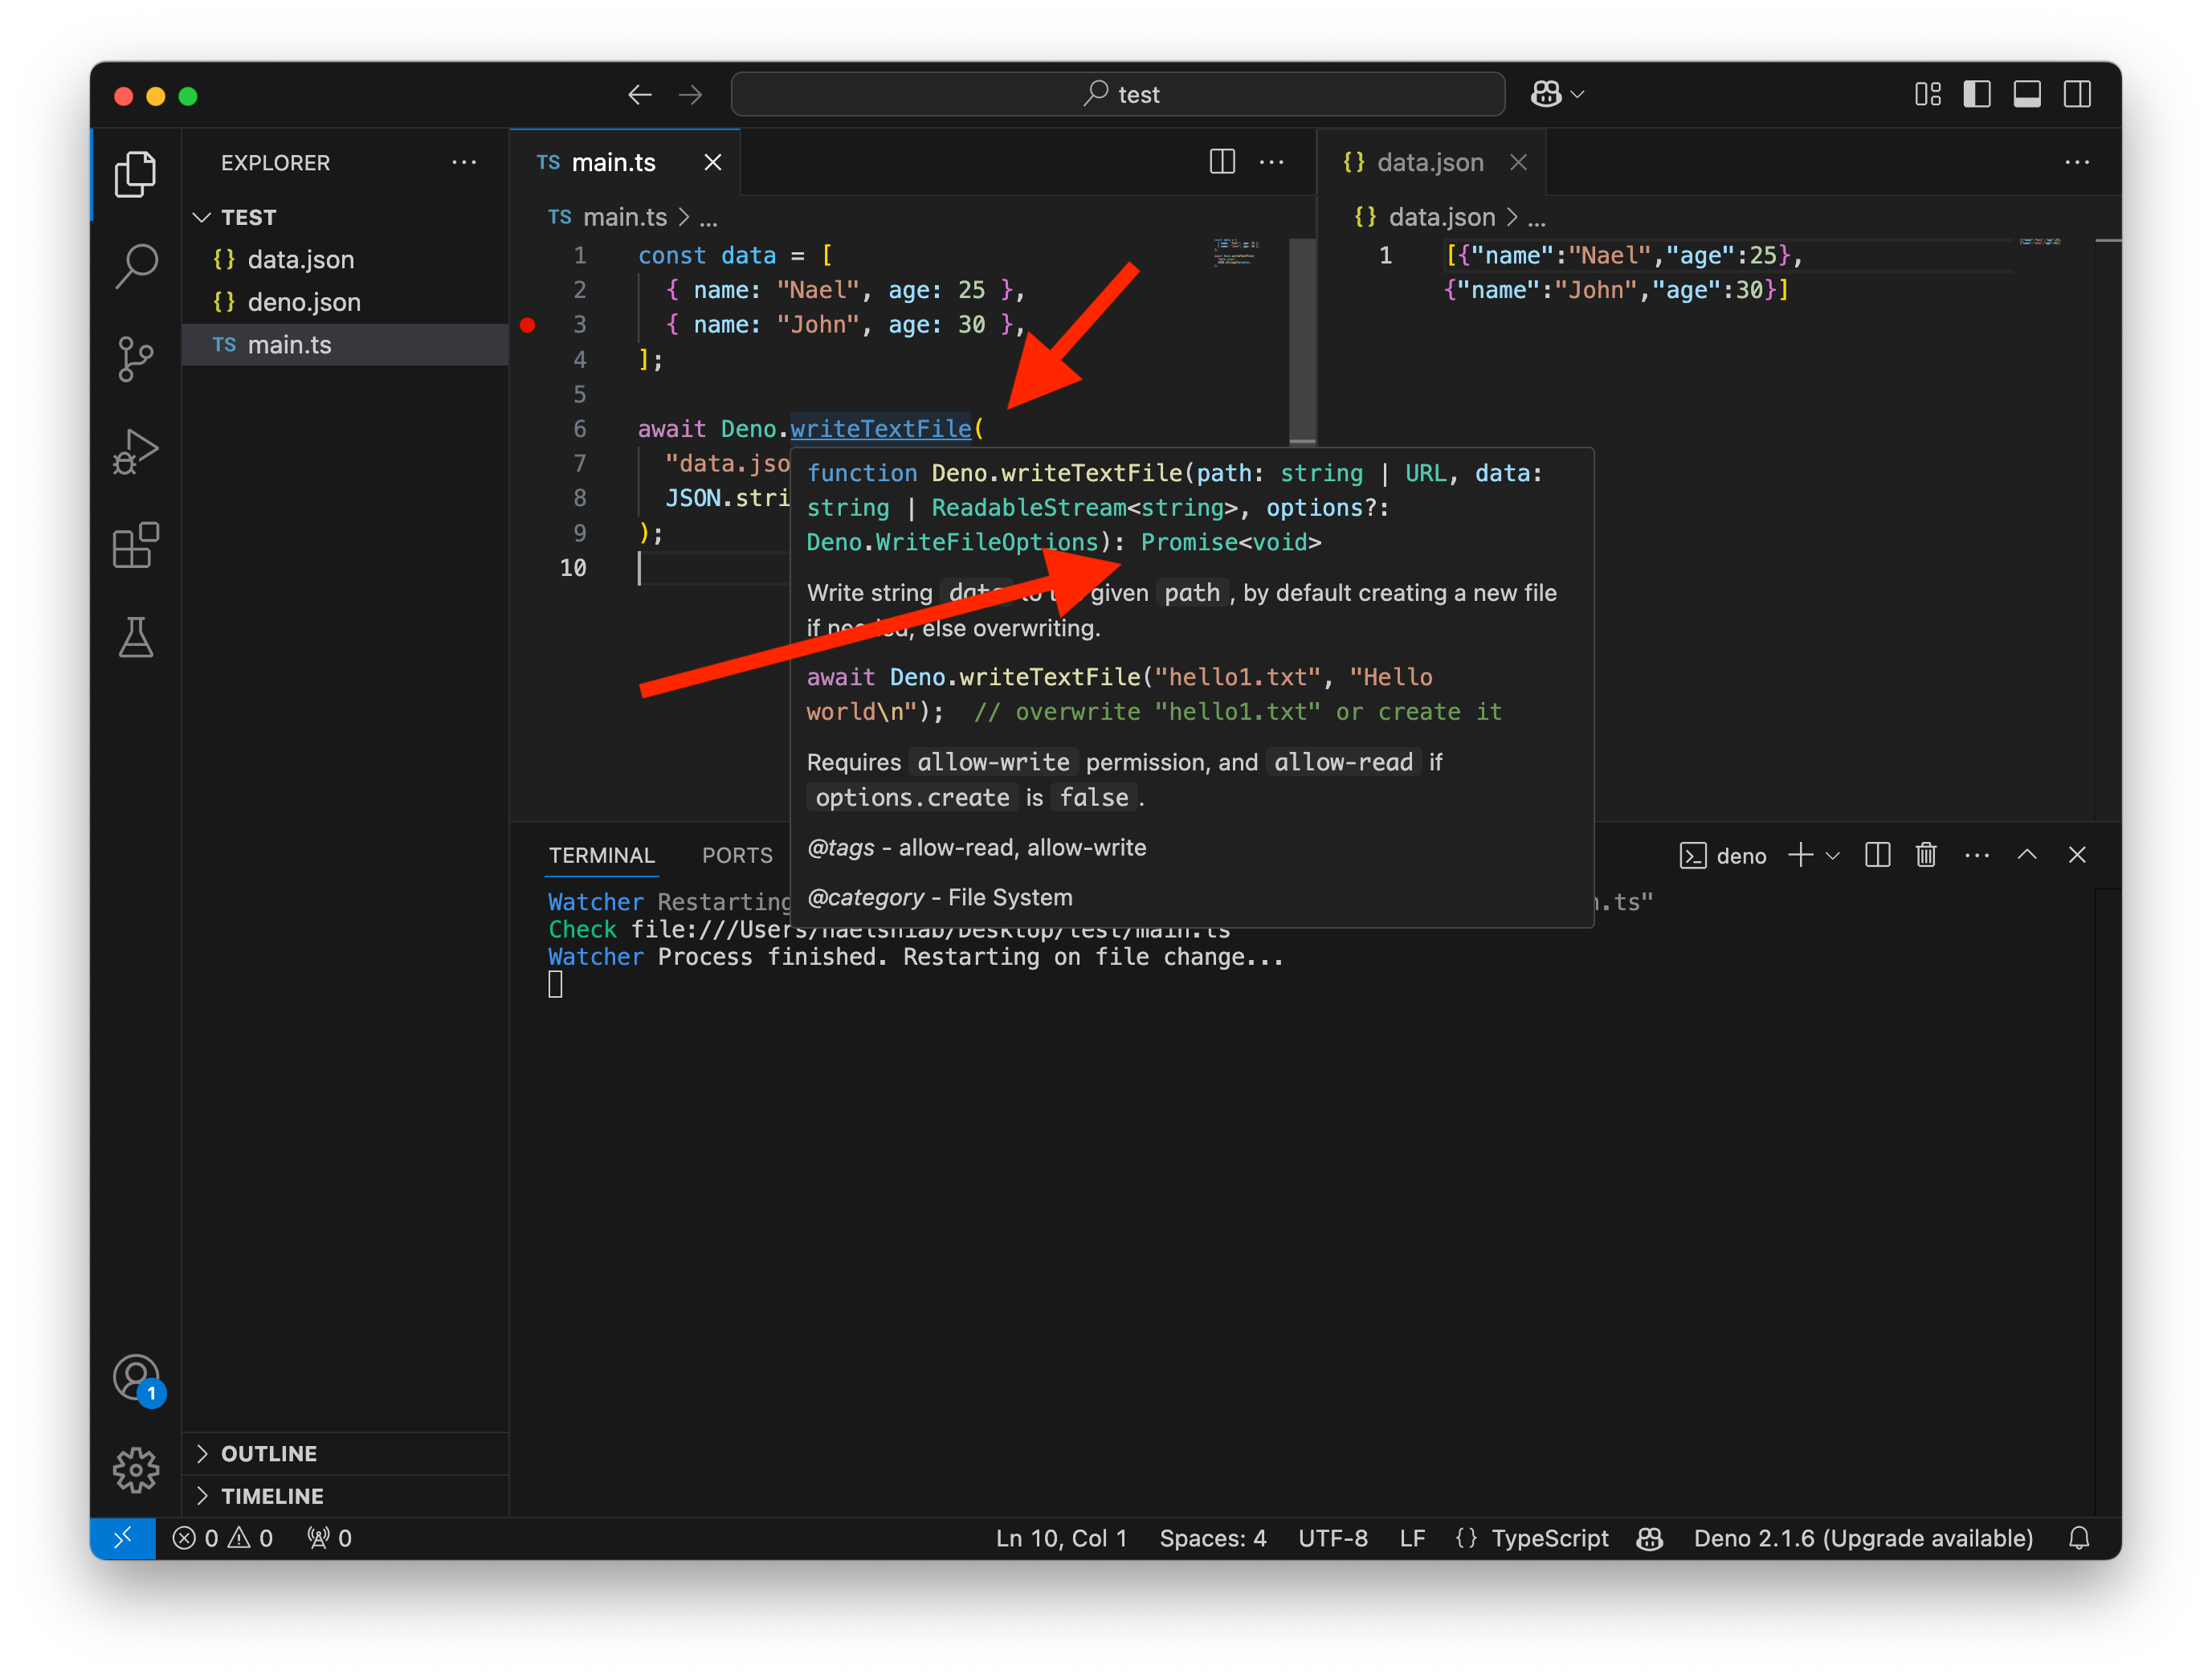 test
EXPLORER
TEST
data.json
deno.json
TS main.ts
OUTLINE
TIMELINE
TS main.ts
TS main.ts > ...
1 const data = [
2 { name: "Nael", age: 25 },
3 { name: "John", age: 30 },
4 ];
5
6 await Deno.writeTextFile(
7 "data.jso
8 JSON.stri
9 );
10
{} data.json
{} data.json > ...
1 [{"name":"Nael","age":25},
{"name":"John","age":30}]
function Deno.writeTextFile(path: string | URL, data:
string | ReadableStream<string>, options?:
Deno.WriteFileOptions): Promise<void>
Write string data to the given path, by default creating a new file
if needed, else overwriting.
await Deno.writeTextFile("hello1.txt", "Hello
world\n"); // overwrite "hello1.txt" or create it
Requires allow-write permission, and allow-read if
options.create is false.
@tags - allow-read, allow-write
@category - File System
TERMINAL PORTS
deno
Watcher Restarting .ts"
Check file:///Users/naelshiab/Desktop/test/main.ts
Watcher Process finished. Restarting on file change...
1
0 0 0
Ln 10, Col 1 Spaces: 4 UTF-8 LF {} TypeScript Deno 2.1.6 (Upgrade available)